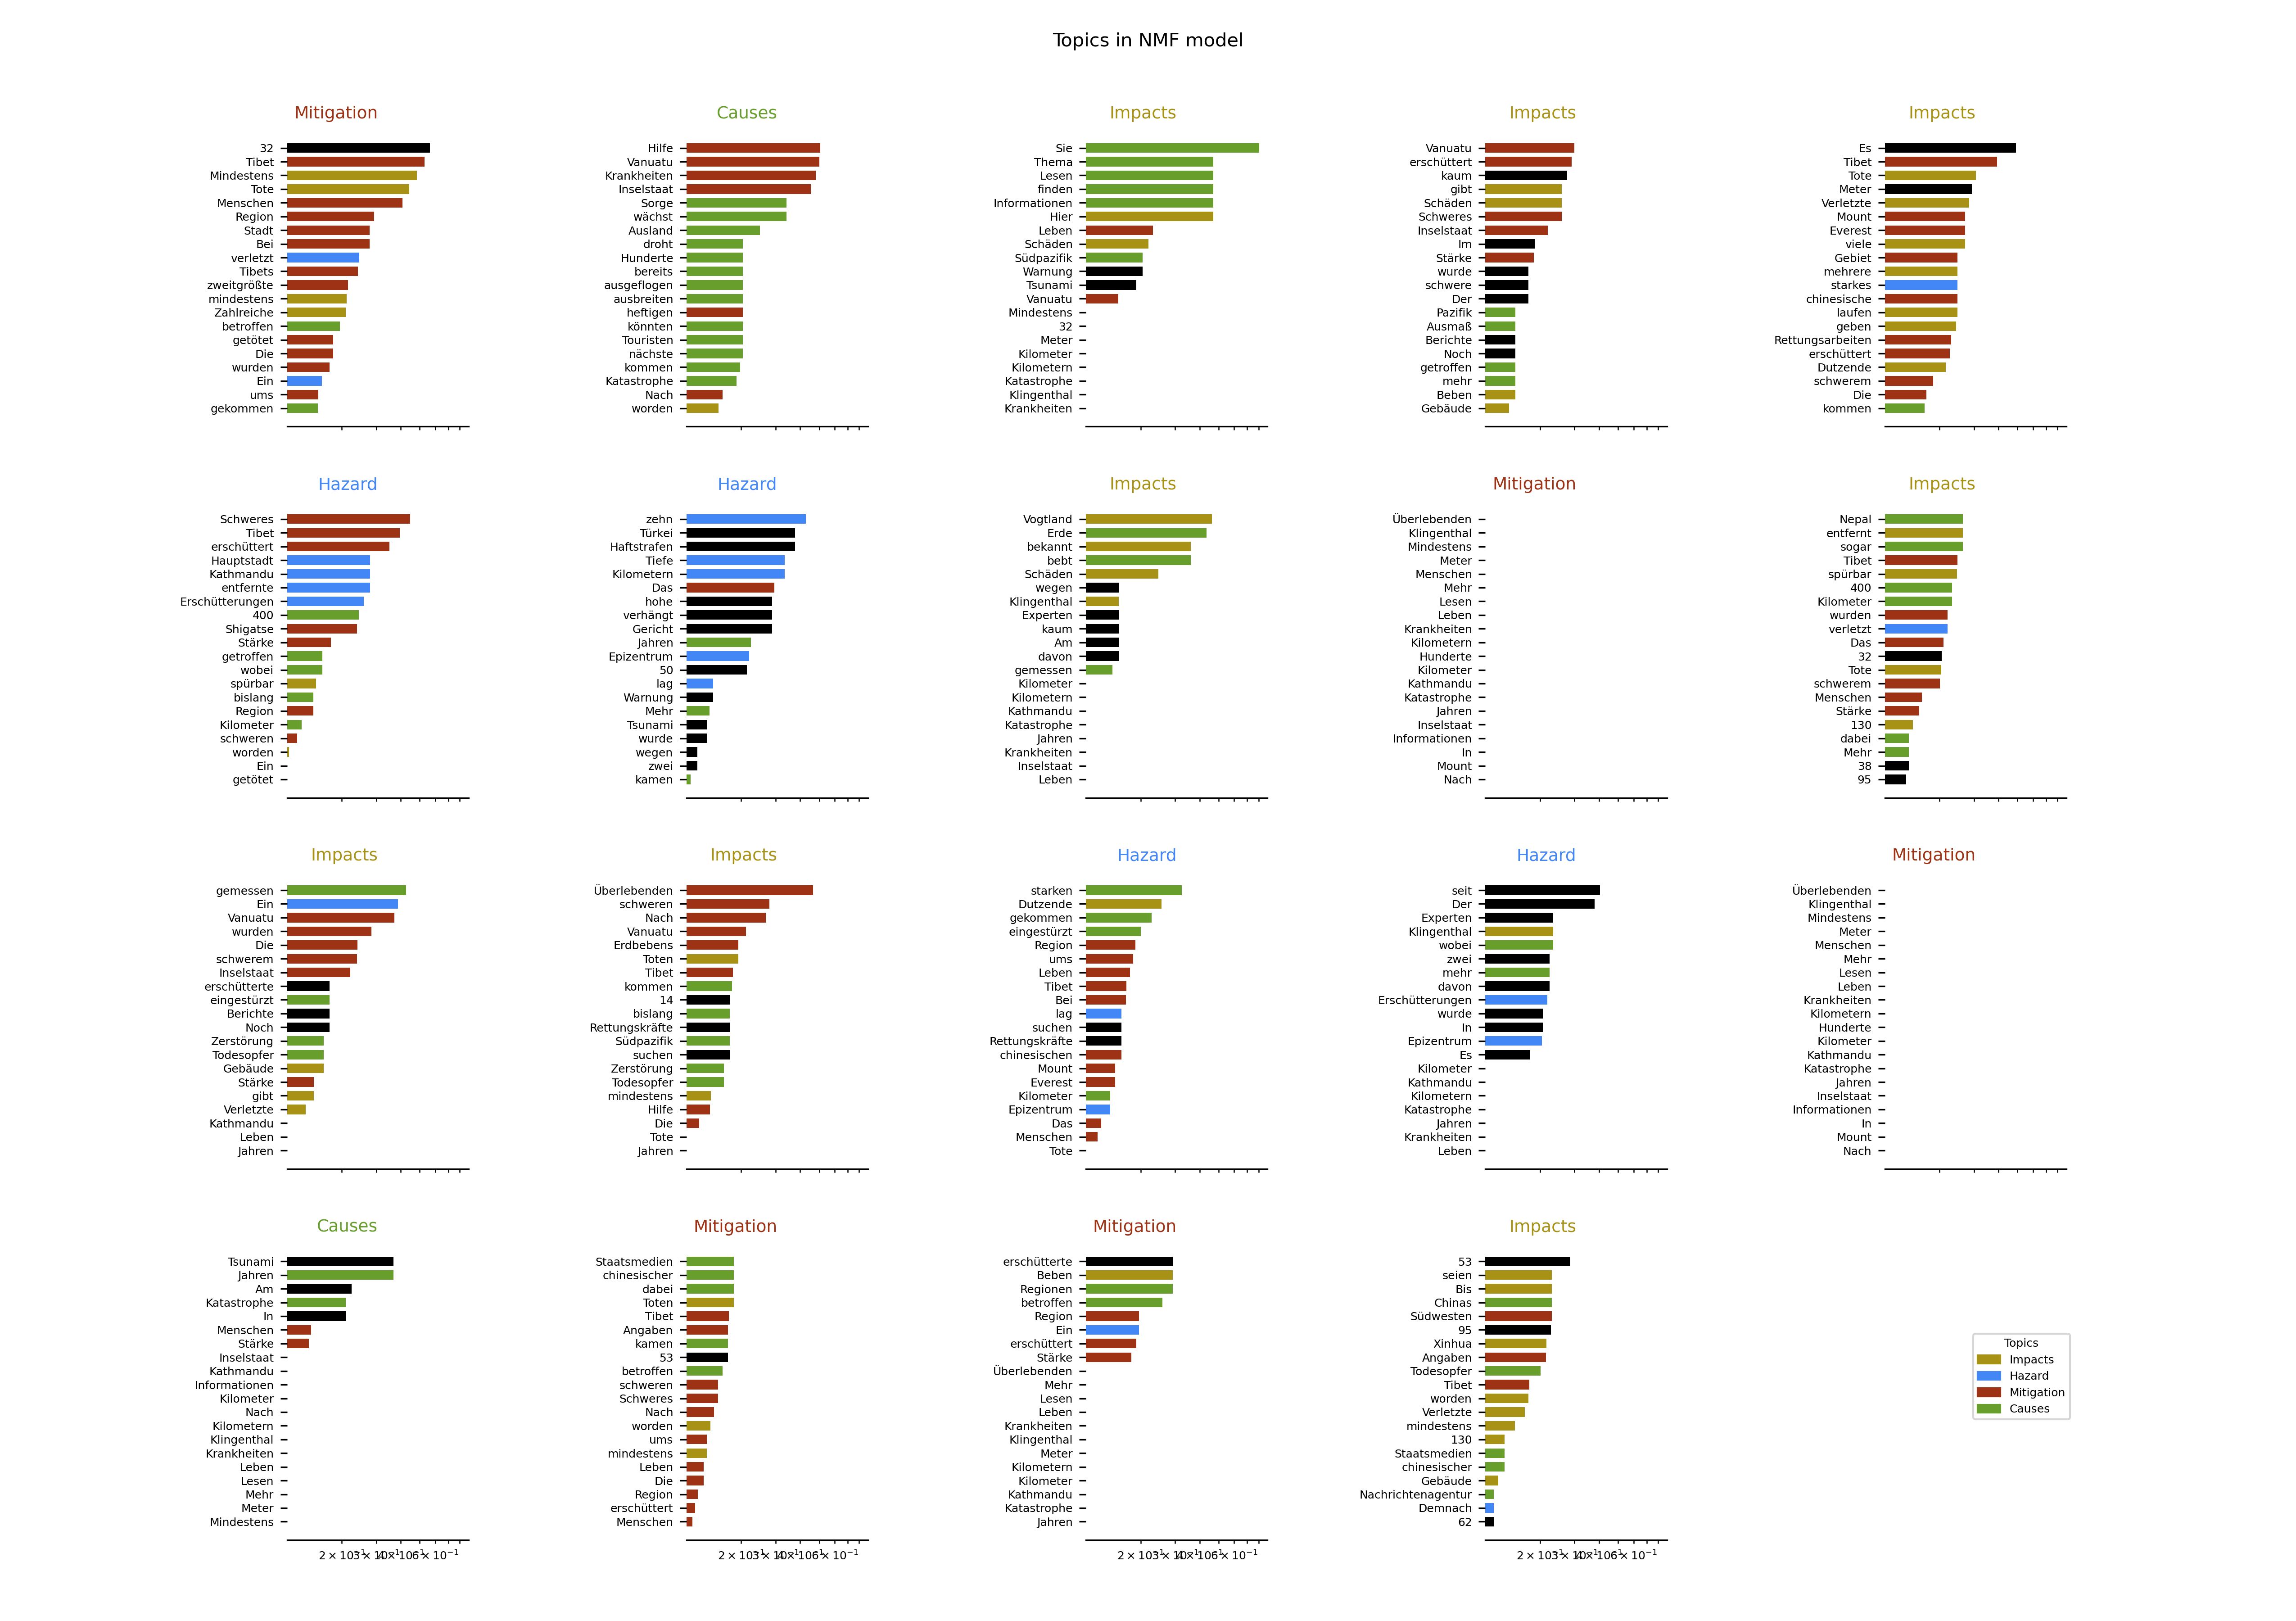 Topics in NMF model
Mitigation
32
Tibet
Mindestens
Tote
Menschen
Region
Stadt
Bei
verletzt
Tibets
zweitgrößte
mindestens
Zahlreiche
betroffen
getötet
Die
wurden
Ein
ums
gekommen
Causes
Hilfe
Vanuatu
Krankheiten
Inselstaat
Sorge
wächst
Ausland
droht
Hunderte
bereits
ausgeflogen
ausbreiten
heftigen
könnten
Touristen
nächste
kommen
Katastrophe
Nach
worden
Impacts
Sie
Thema
Lesen
finden
Informationen
Hier
Leben
Schäden
Südpazifik
Warnung
Tsunami
Vanuatu
Mindestens
32
Meter
Kilometer
Kilometern
Katastrophe
Klingenthal
Krankheiten
Impacts
Vanuatu
erschüttert
kaum
gibt
Schäden
Schweres
Inselstaat
Im
Stärke
wurde
schwere
Der
Pazifik
Ausmaß
Berichte
Noch
getroffen
mehr
Beben
Gebäude
Impacts
Es
Tibet
Tote
Meter
Verletzte
Mount
Everest
viele
Gebiet
mehrere
starkes
chinesische
laufen
geben
Rettungsarbeiten
erschüttert
Dutzende
schwerem
Die
kommen
Hazard
Schweres
Tibet
erschüttert
Hauptstadt
Kathmandu
entfernte
Erschütterungen
400
Shigatse
Stärke
getroffen
wobei
spürbar
bislang
Region
Kilometer
schweren
worden
Ein
getötet
Hazard
zehn
Türkei
Haftstrafen
Tiefe
Kilometern
Das
hohe
verhängt
Gericht
Jahren
Epizentrum
50
lag
Warnung
Mehr
Tsunami
wurde
wegen
zwei
kamen
Impacts
Vogtland
Erde
bekannt
bebt
Schäden
wegen
Klingenthal
Experten
kaum
Am
davon
gemessen
Kilometer
Kilometern
Kathmandu
Katastrophe
Jahren
Krankheiten
Inselstaat
Leben
Mitigation
Überlebenden
Klingenthal
Mindestens
Meter
Menschen
Mehr
Lesen
Leben
Krankheiten
Kilometern
Hunderte
Kilometer
Kathmandu
Katastrophe
Jahren
Inselstaat
Informationen
In
Mount
Nach
Impacts
Nepal
entfernt
sogar
Tibet
spürbar
400
Kilometer
wurden
verletzt
Das
32
Tote
schwerem
Menschen
Stärke
130
dabei
Mehr
38
95
Impacts
gemessen
Ein
Vanuatu
wurden
Die
schwerem
Inselstaat
erschütterte
eingestürzt
Berichte
Noch
Zerstörung
Todesopfer
Gebäude
Stärke
gibt
Verletzte
Kathmandu
Leben
Jahren
Impacts
Überlebenden
schweren
Nach
Vanuatu
Erdbebens
Toten
Tibet
kommen
14
bislang
Rettungskräfte
Südpazifik
suchen
Zerstörung
Todesopfer
mindestens
Hilfe
Die
Tote
Jahren
Hazard
starken
Dutzende
gekommen
eingestürzt
Region
ums
Leben
Tibet
Bei
lag
suchen
Rettungskräfte
chinesischen
Mount
Everest
Kilometer
Epizentrum
Das
Menschen
Tote
Hazard
seit
Der
Experten
Klingenthal
wobei
zwei
mehr
davon
Erschütterungen
wurde
In
Epizentrum
Es
Kilometer
Kathmandu
Kilometern
Katastrophe
Jahren
Krankheiten
Leben
Mitigation
Überlebenden
Klingenthal
Mindestens
Meter
Menschen
Mehr
Lesen
Leben
Krankheiten
Kilometern
Hunderte
Kilometer
Kathmandu
Katastrophe
Jahren
Inselstaat
Informationen
In
Mount
Nach
Causes
Tsunami
Jahren
Am
Katastrophe
In
Menschen
Stärke
Inselstaat
Kathmandu
Informationen
Kilometer
Nach
Kilometern
Klingenthal
Krankheiten
Leben
Lesen
Mehr
Meter
Mindestens
Mitigation
Staatsmedien
chinesischer
dabei
Toten
Tibet
Angaben
kamen
53
betroffen
schweren
Schweres
Nach
worden
ums
mindestens
Leben
Die
Region
erschüttert
Menschen
Mitigation
erschütterte
Beben
Regionen
betroffen
Region
Ein
erschüttert
Stärke
Überlebenden
Mehr
Lesen
Leben
Krankheiten
Klingenthal
Meter
Kilometern
Kilometer
Kathmandu
Katastrophe
Jahren
Impacts
53
seien
Bis
Chinas
Südwesten
95
Xinhua
Angaben
Todesopfer
Tibet
worden
Verletzte
mindestens
130
Staatsmedien
chinesischer
Gebäude
Nachrichtenagentur
Demnach
62
Topics
Impacts
Hazard
Mitigation
Causes